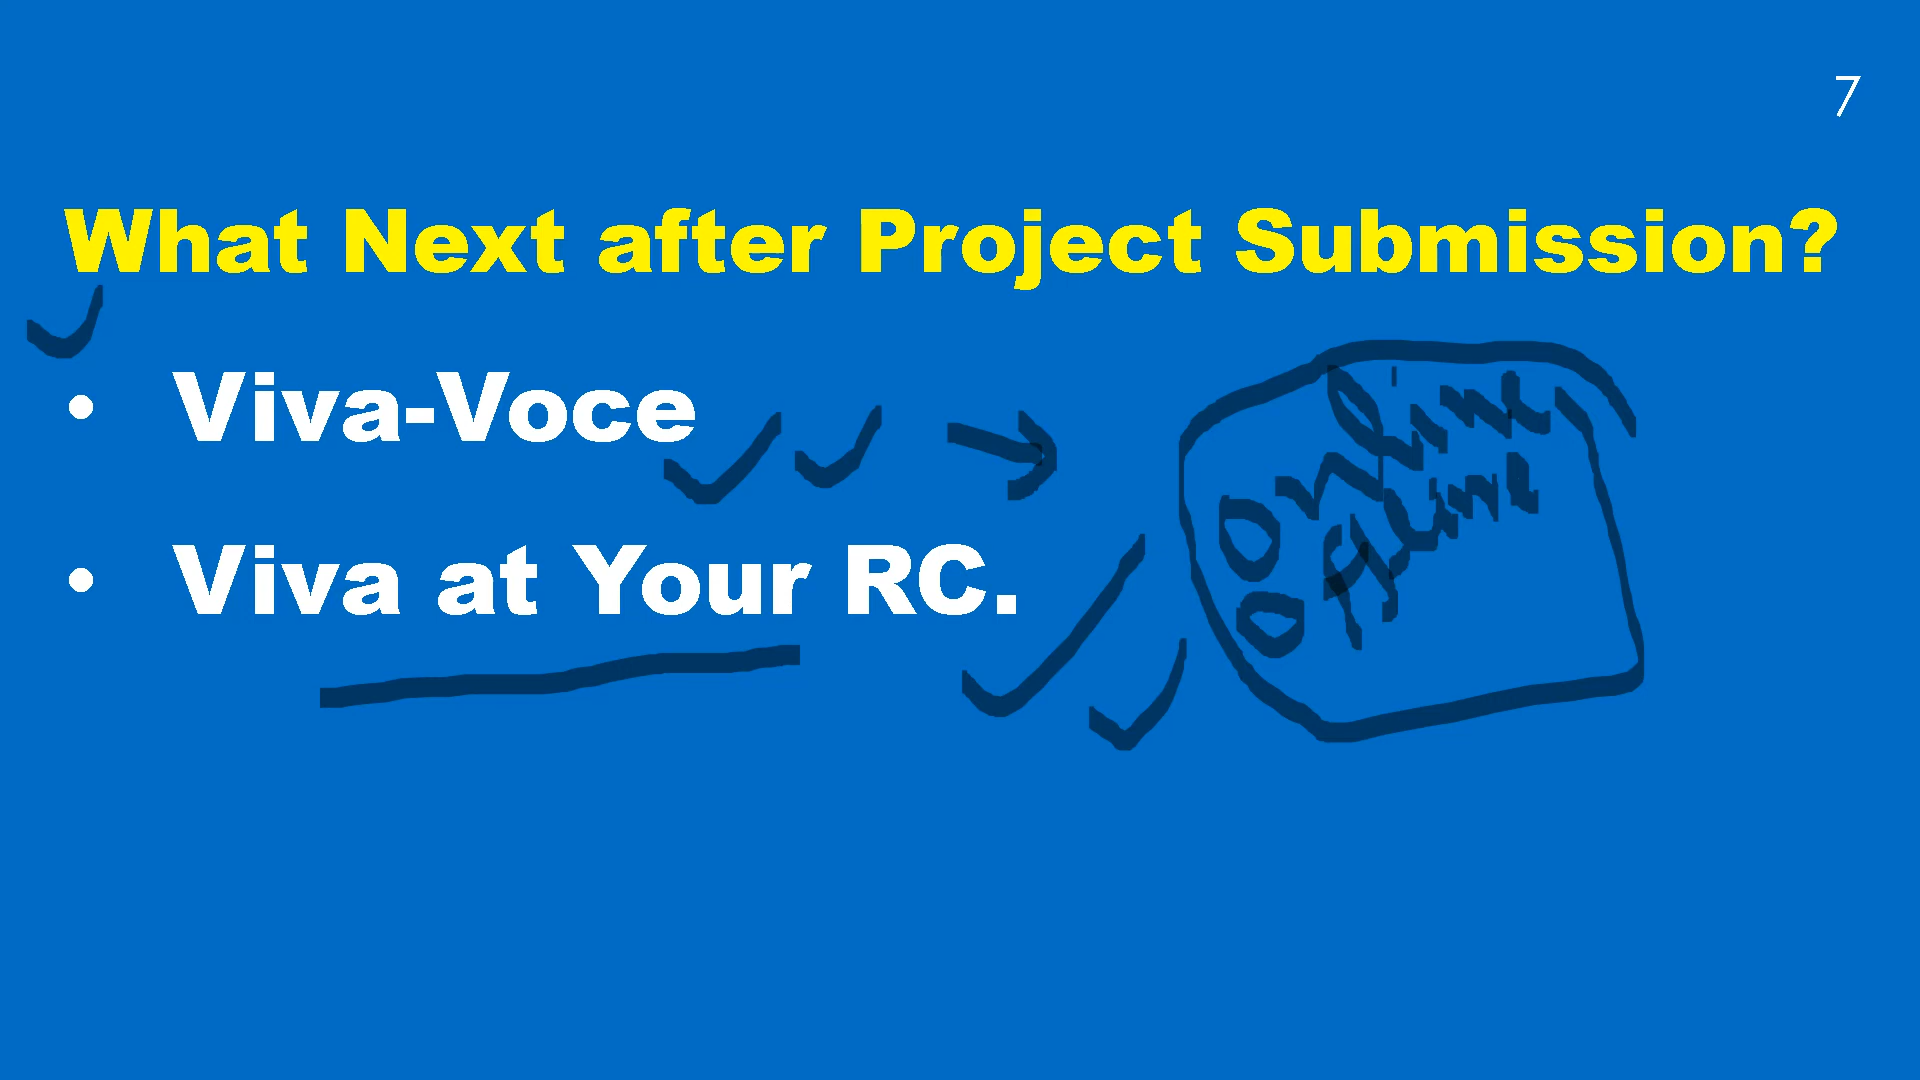 7
What Next after Project Submission?
• Viva-Voce
online
offline
• Viva at Your RC.